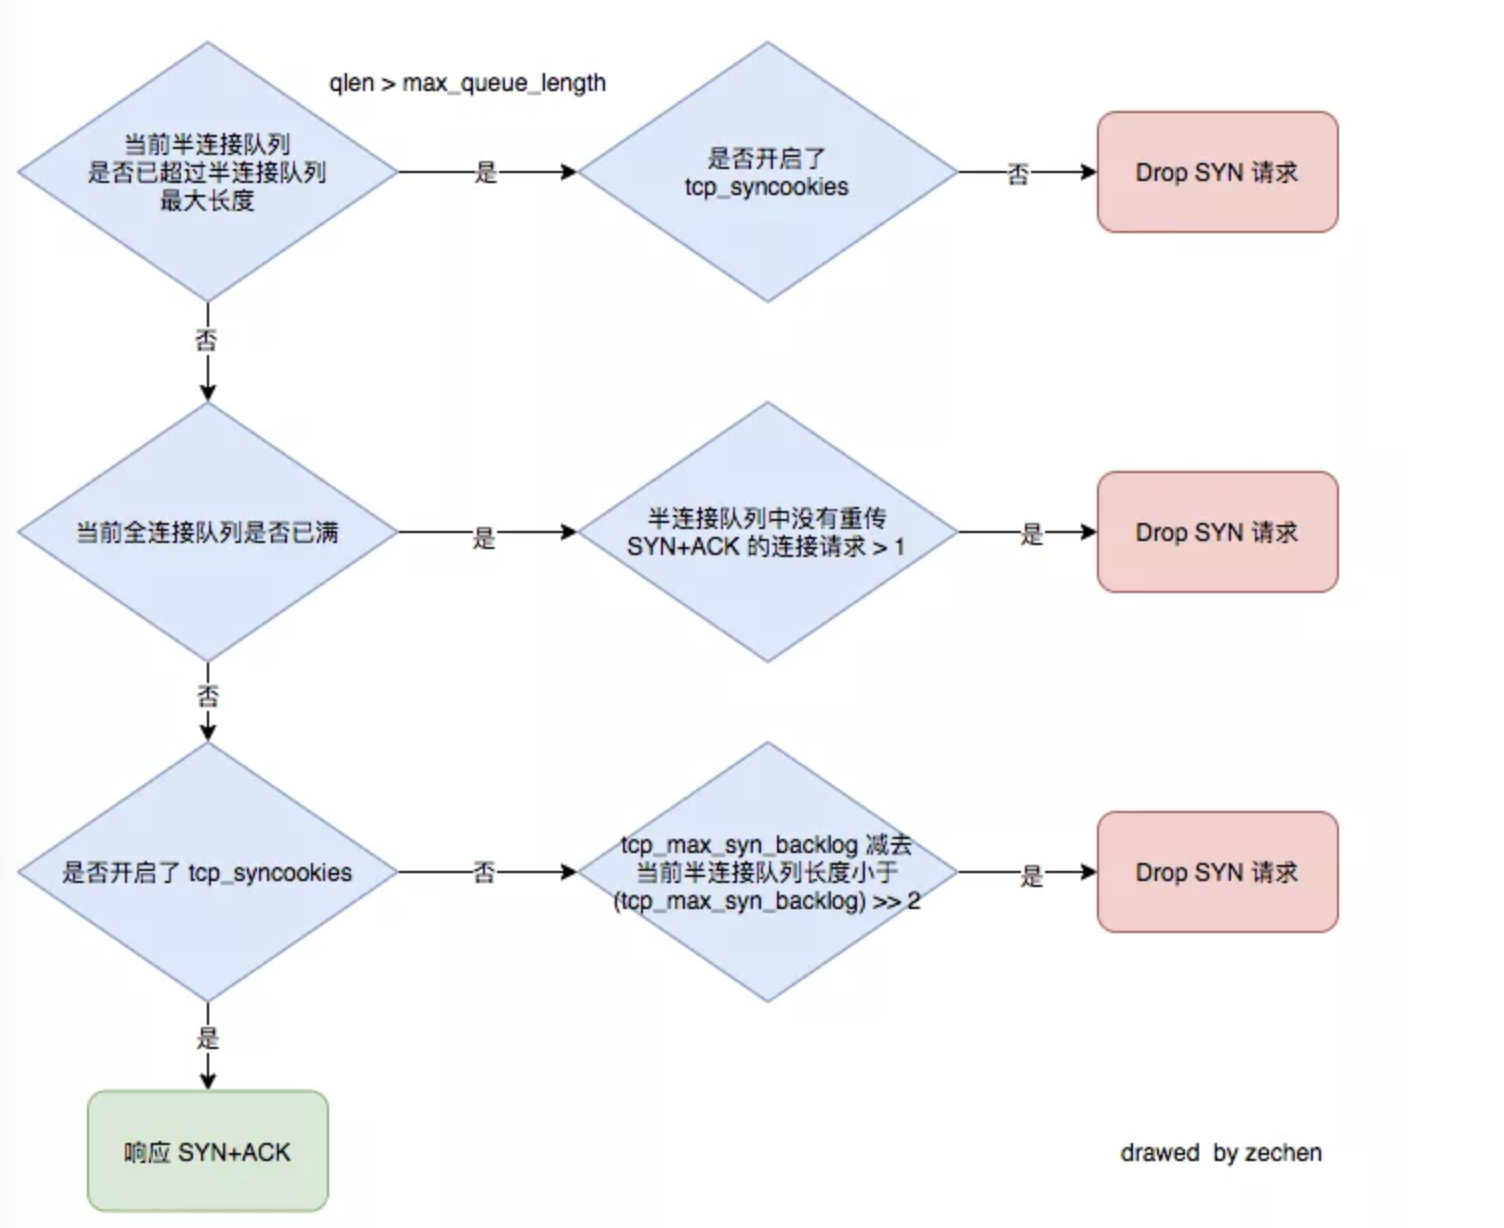 qlen > max_queue_length
当前半连接队列
是否已超过半连接队列
最大长度
是
是否开启了
tcp_syncookies
否
Drop SYN 请求
否
当前全连接队列是否已满
是
半连接队列中没有重传
SYN+ACK 的连接请求 > 1
是
Drop SYN 请求
否
是否开启了 tcp_syncookies
否
tcp_max_syn_backlog 减去
当前半连接队列长度小于
(tcp_max_syn_backlog) >> 2
是
Drop SYN 请求
是
响应 SYN+ACK
drawed by zechen